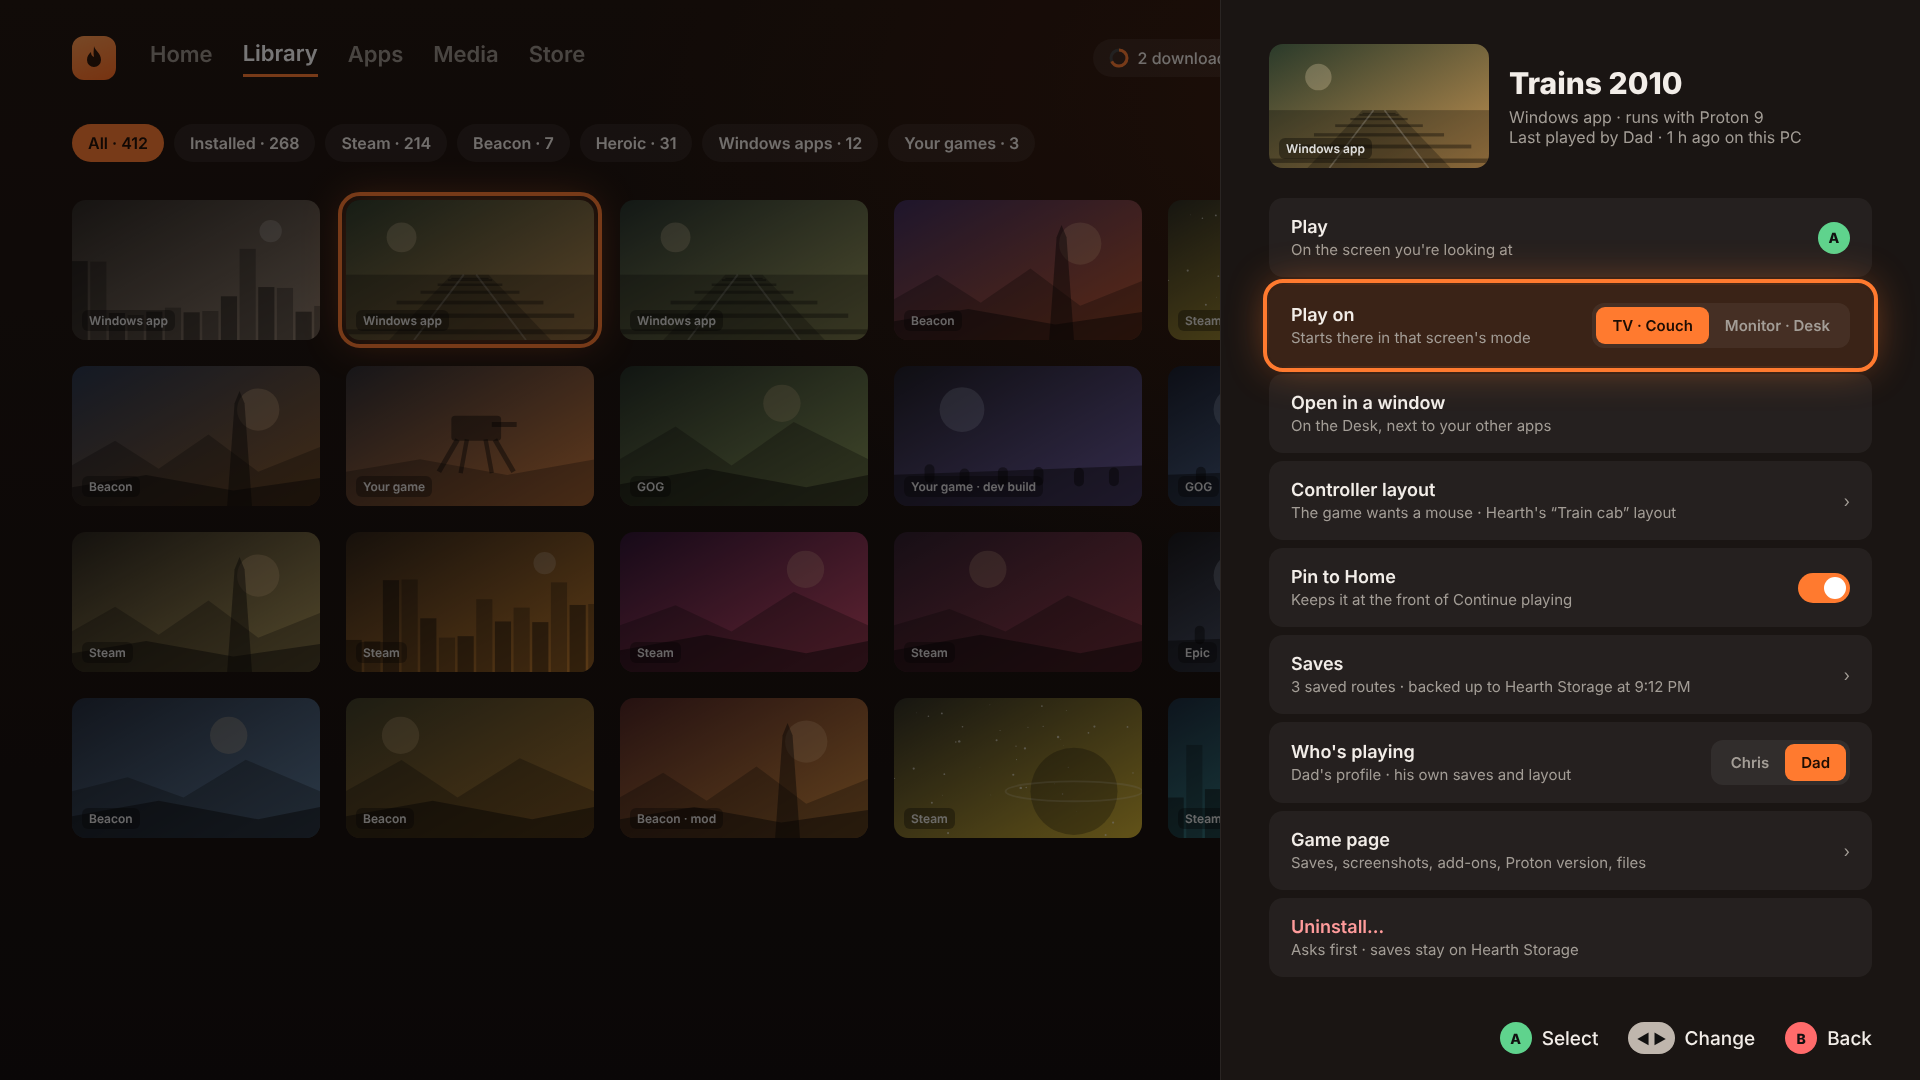 Home
Library
Apps
Media
Store
2 downloa
All · 412
Installed · 268
Steam · 214
Beacon · 7
Heroic · 31
Windows apps · 12
Your games · 3
Windows app
Windows app
Windows app
Beacon
Steam
Beacon
Your game
GOG
Your game · dev build
GOG
Steam
Steam
Steam
Steam
Epic
Beacon
Beacon
Beacon · mod
Steam
Steam
Windows app
Trains 2010
Windows app · runs with Proton 9
Last played by Dad · 1 h ago on this PC
Play
On the screen you're looking at
A
Play on
Starts there in that screen's mode
TV · Couch
Monitor · Desk
Open in a window
On the Desk, next to your other apps
Controller layout
The game wants a mouse · Hearth's “Train cab” layout
Pin to Home
Keeps it at the front of Continue playing
Saves
3 saved routes · backed up to Hearth Storage at 9:12 PM
Who's playing
Dad's profile · his own saves and layout
Chris
Dad
Game page
Saves, screenshots, add-ons, Proton version, files
Uninstall...
Asks first · saves stay on Hearth Storage
A Select
Change
B Back